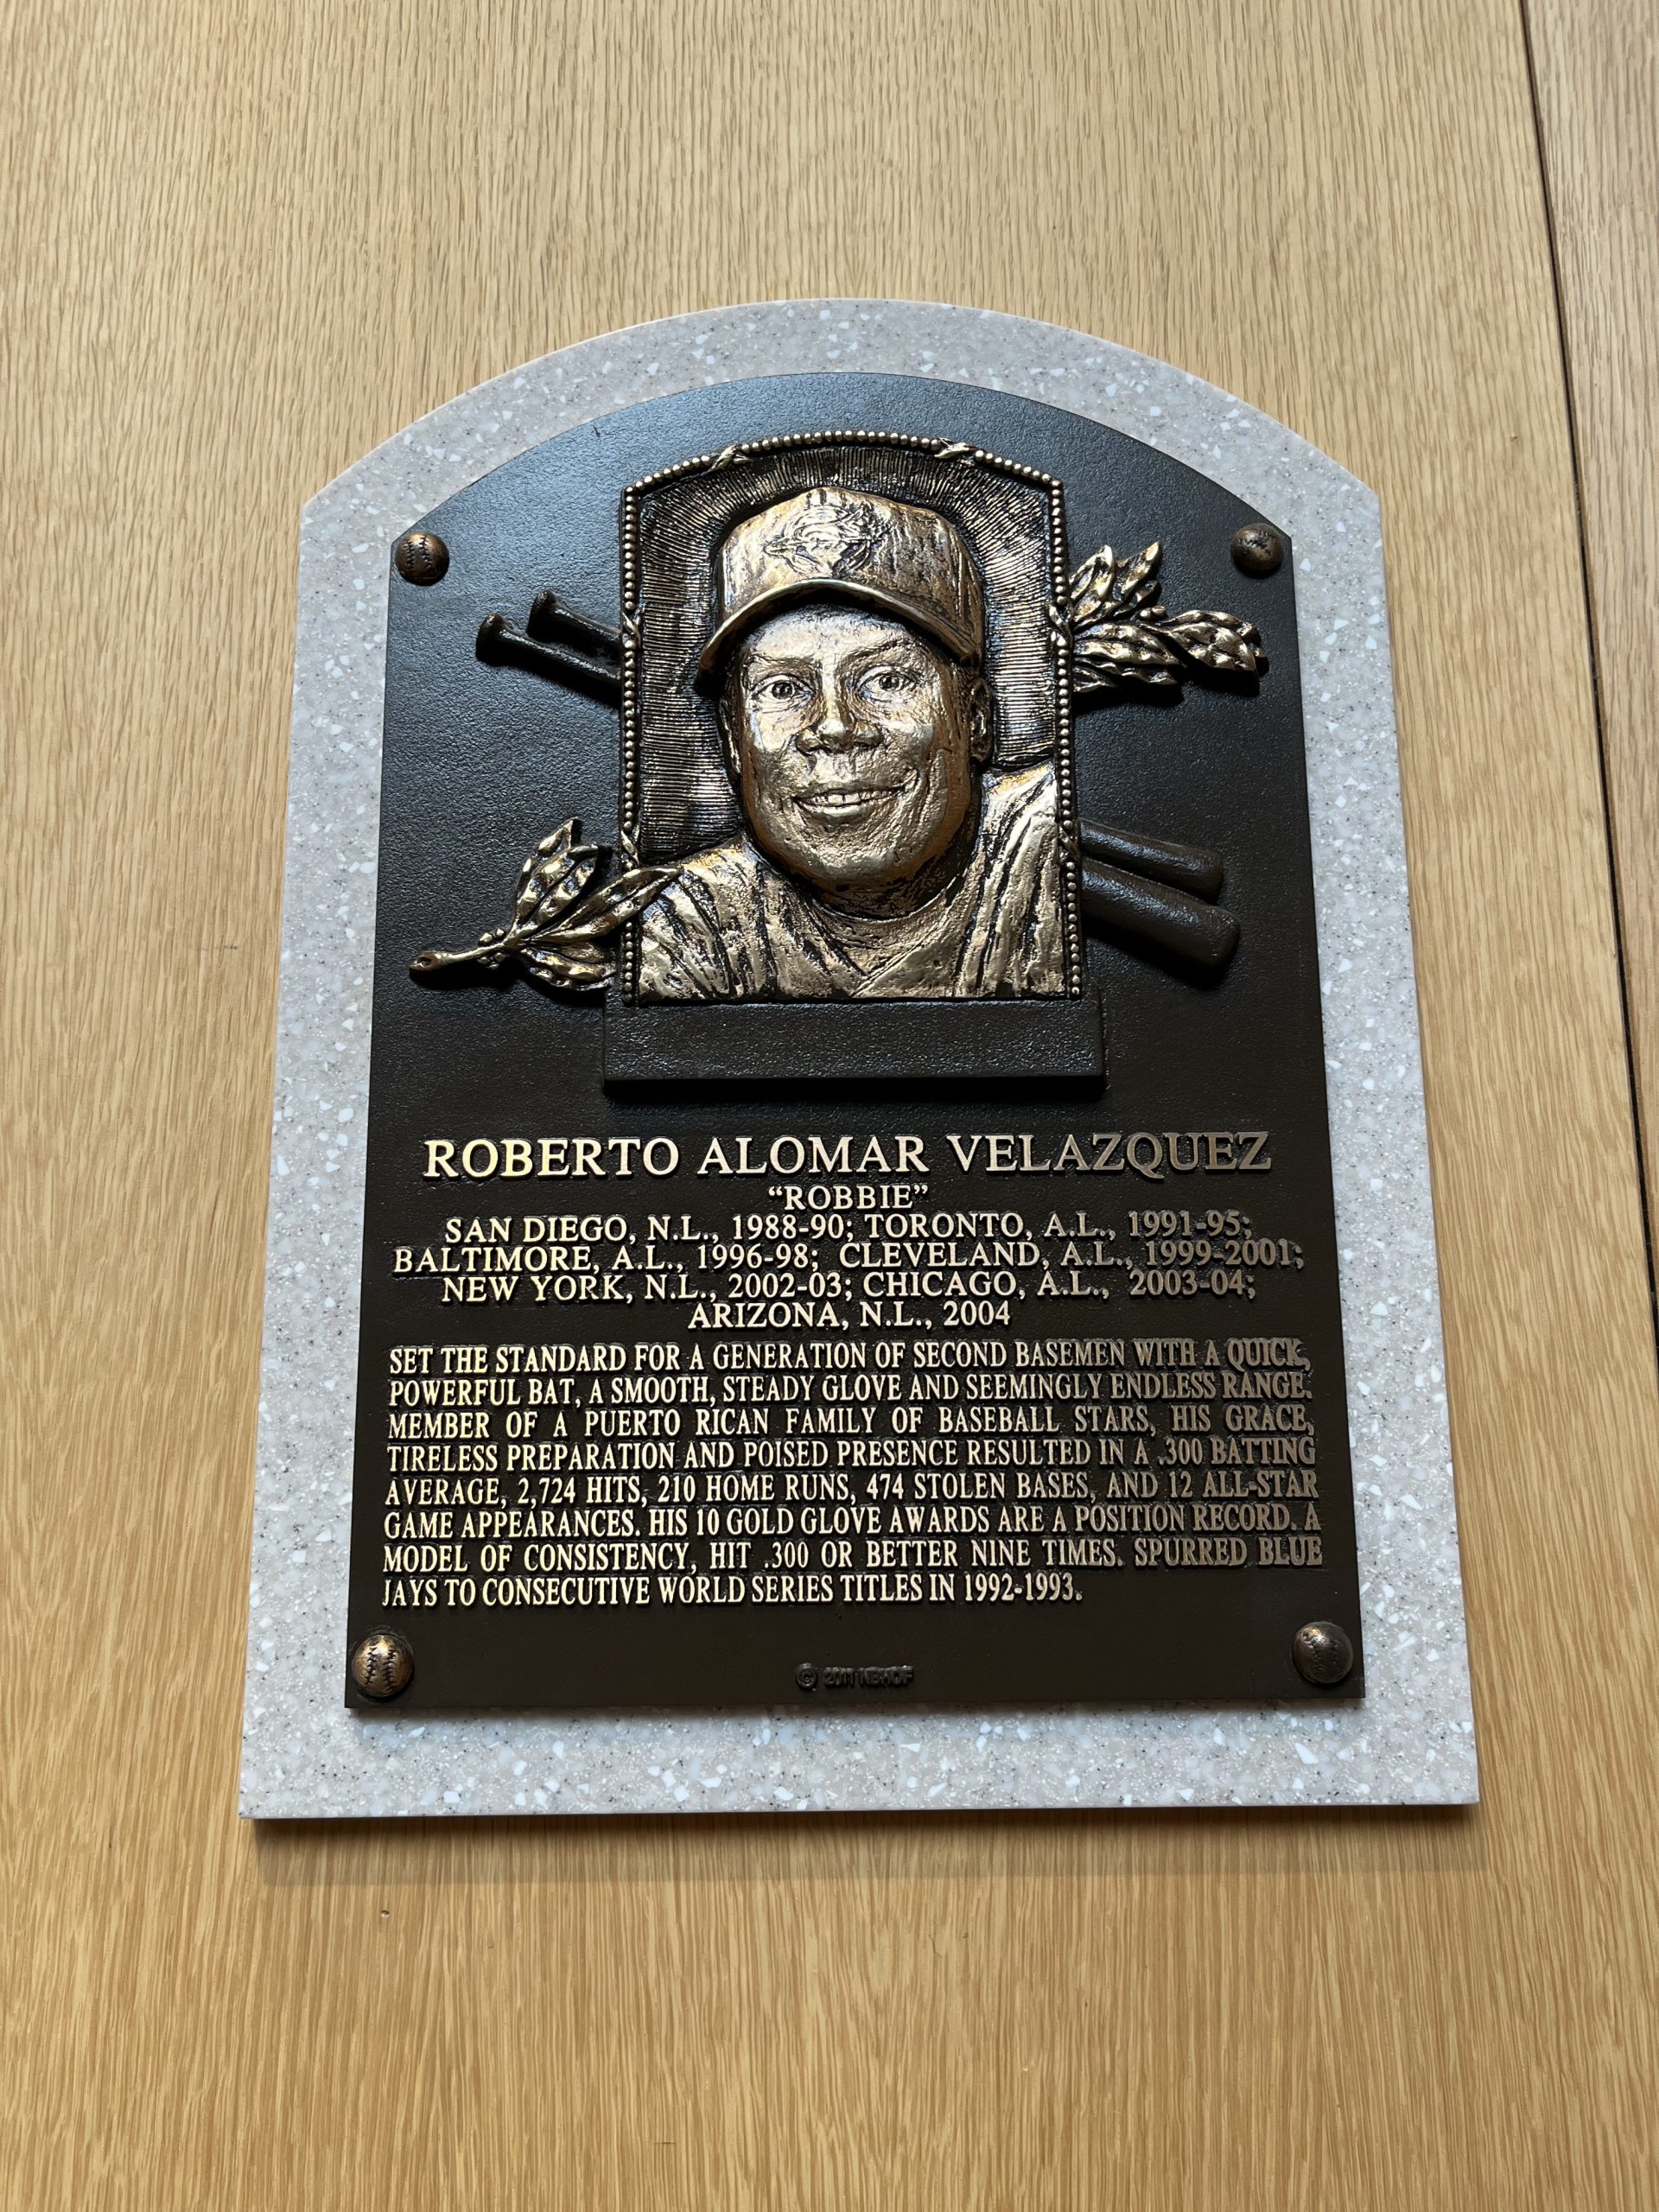 ROBERTO ALOMAR VELAZQUEZ
“ROBBIE”
SAN DIEGO, N.L., 1988-90; TORONTO, A.L., 1991-95;
BALTIMORE, A.L., 1996-98; CLEVELAND, A.L., 1999-2001;
NEW YORK, N.L., 2002-03; CHICAGO, A.L., 2003-04;
ARIZONA, N.L., 2004
SET THE STANDARD FOR A GENERATION OF SECOND BASEMEN WITH A QUICK,
POWERFUL BAT, A SMOOTH, STEADY GLOVE AND SEEMINGLY ENDLESS RANGE.
MEMBER OF A PUERTO RICAN FAMILY OF BASEBALL STARS, HIS GRACE,
TIRELESS PREPARATION AND POISED PRESENCE RESULTED IN A .300 BATTING
AVERAGE, 2,724 HITS, 210 HOME RUNS, 474 STOLEN BASES, AND 12 ALL-STAR
GAME APPEARANCES. HIS 10 GOLD GLOVE AWARDS ARE A POSITION RECORD. A
MODEL OF CONSISTENCY, HIT .300 OR BETTER NINE TIMES. SPURRED BLUE
JAYS TO CONSECUTIVE WORLD SERIES TITLES IN 1992-1993.
© 2011 NBHOF